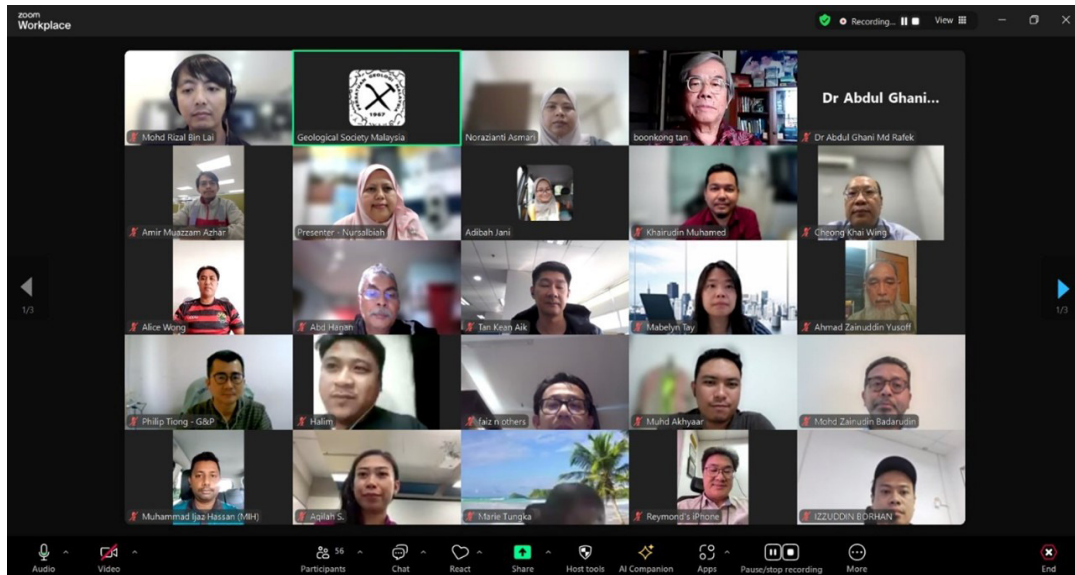 zoom
Workplace
Recording...
View
Mohd Rizal Bin Lai
1967
Geological Society Malaysia
Norazianti Asmari
boonkong tan
Dr Abdul Ghani...
Dr Abdul Ghani Md Rafek
Amir Muazzam Azhar
Presenter - Nursalbiah
Adibah Jani
Khairudin Muhamed
Cheong Khai Wing
1/3
Alice Wong
Abd Hanan
Tan Kean Aik
Mabelyn Tay
Ahmad Zainuddin Yusoff
1/3
Philip Tiong - G&P
Halim
faiz n others
Muhd Akhyaar
Mohd Zainudin Badarudin
Muhammad Ijaz Hassan (MIH)
Aqilah S.
Marie Tungka
Reymond's iPhone
IZZUDDIN BORHAN
Audio
Video
56
Participants
Chat
React
Share
Host tools
AI Companion
Apps
Pause/stop recording
More
End